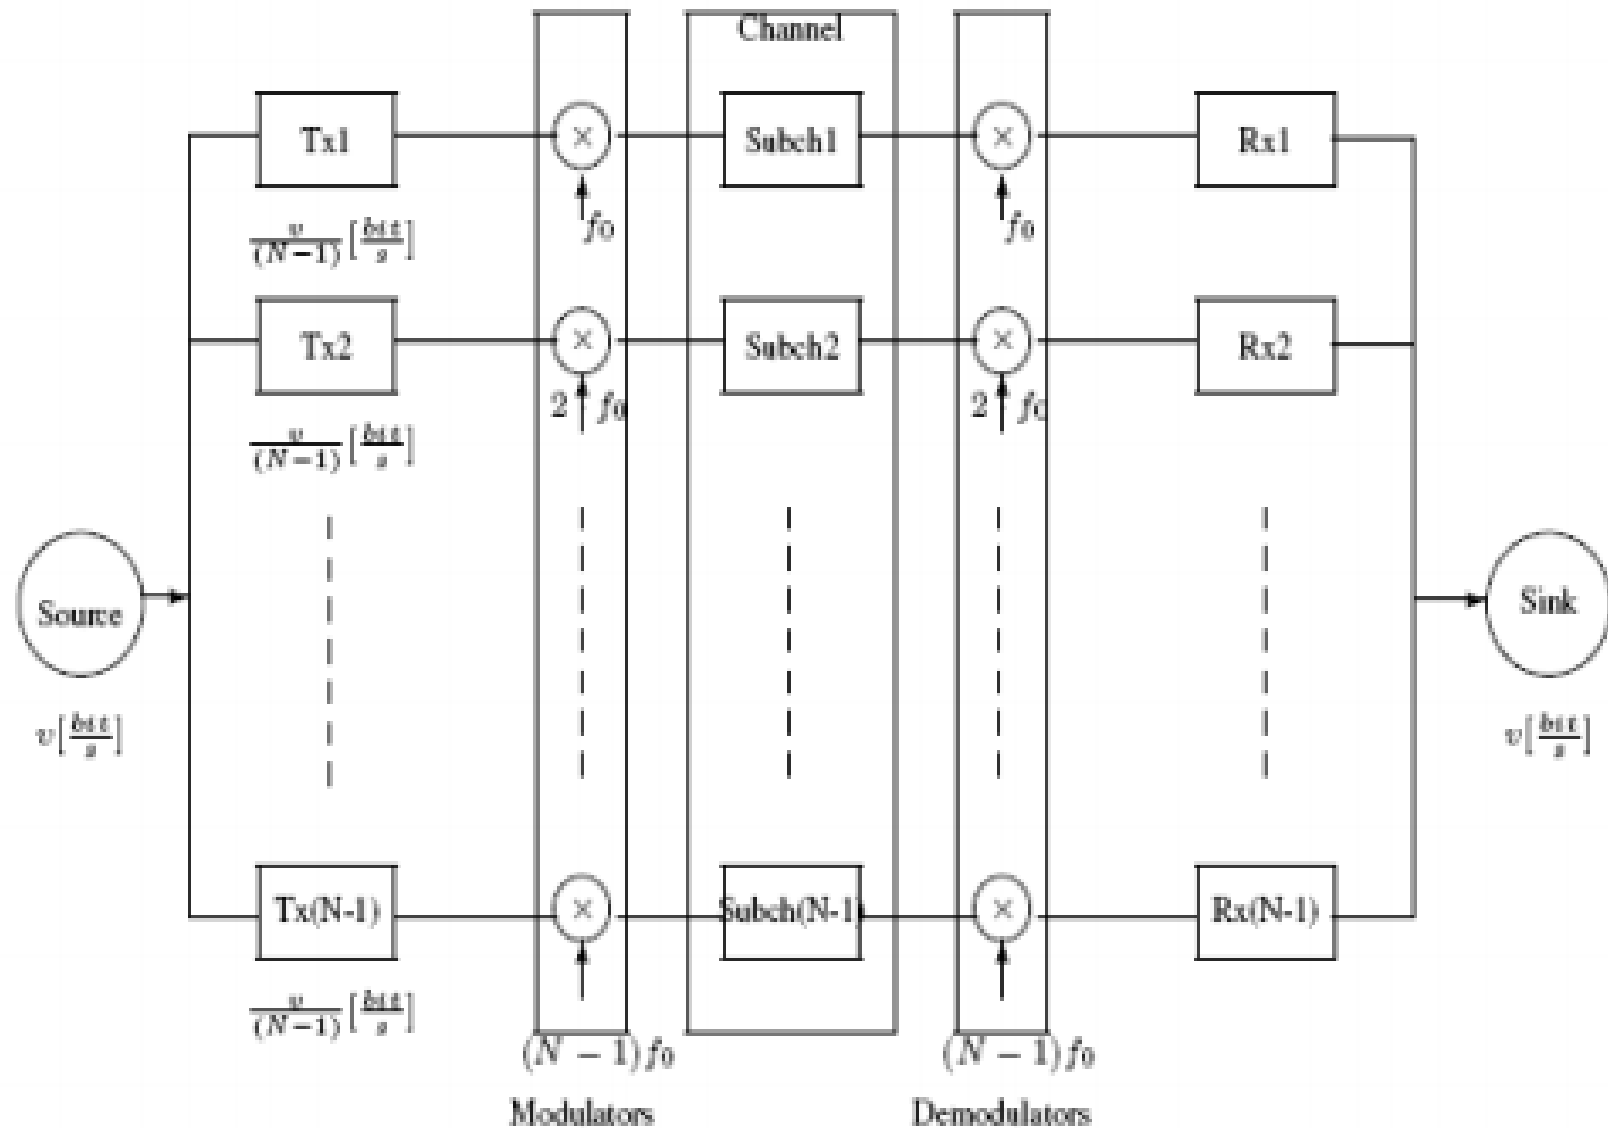 Channel
Tx1 × Subch1 × Rx1
f₀ f₀
v/(N−1) [bit/s]
Tx2 × Subch2 × Rx2
2 f₀ 2 f₀
v/(N−1) [bit/s]
Source Sink
v[bit/s] v[bit/s]
Tx(N-1) × Subch(N-1) × Rx(N-1)
v/(N−1) [bit/s]
(N − 1)f₀ (N − 1)f₀
Modulators Demodulators